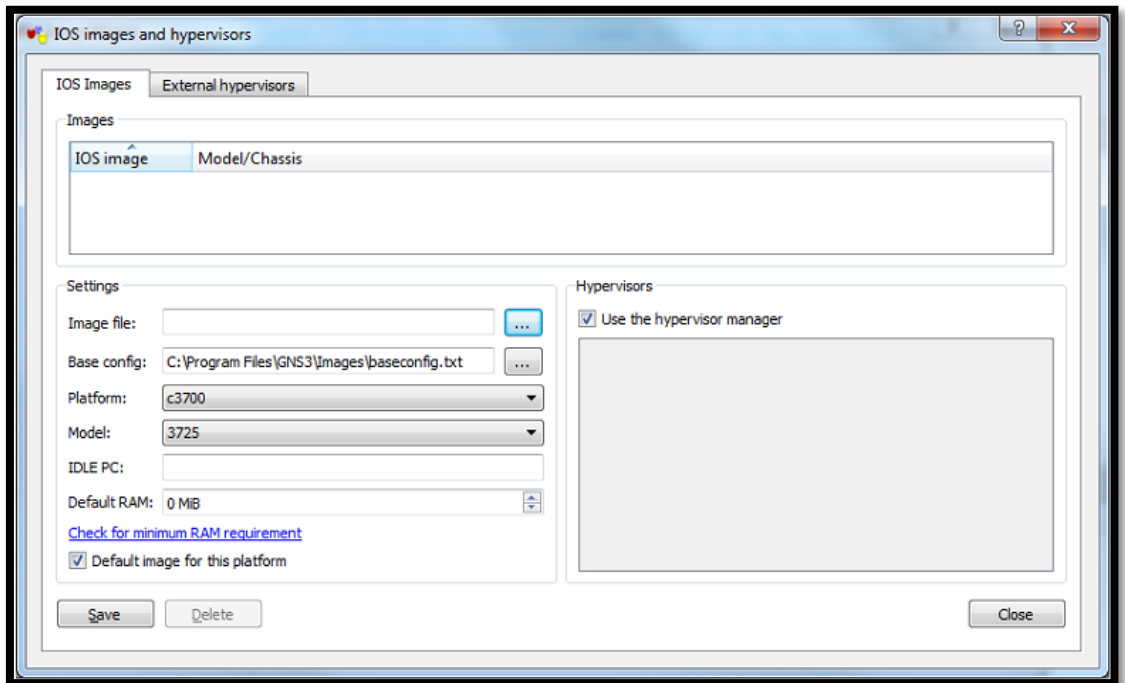 IOS images and hypervisors
IOS Images
External hypervisors
Images
IOS image
Model/Chassis
Settings
Image file:
...
Base config:
C:\Program Files\GNS3\Images\baseconfig.txt
...
Platform:
c3700
Model:
3725
IDLE PC:
Default RAM:
0 MiB
Check for minimum RAM requirement
Default image for this platform
Hypervisors
Use the hypervisor manager
Save
Delete
Close